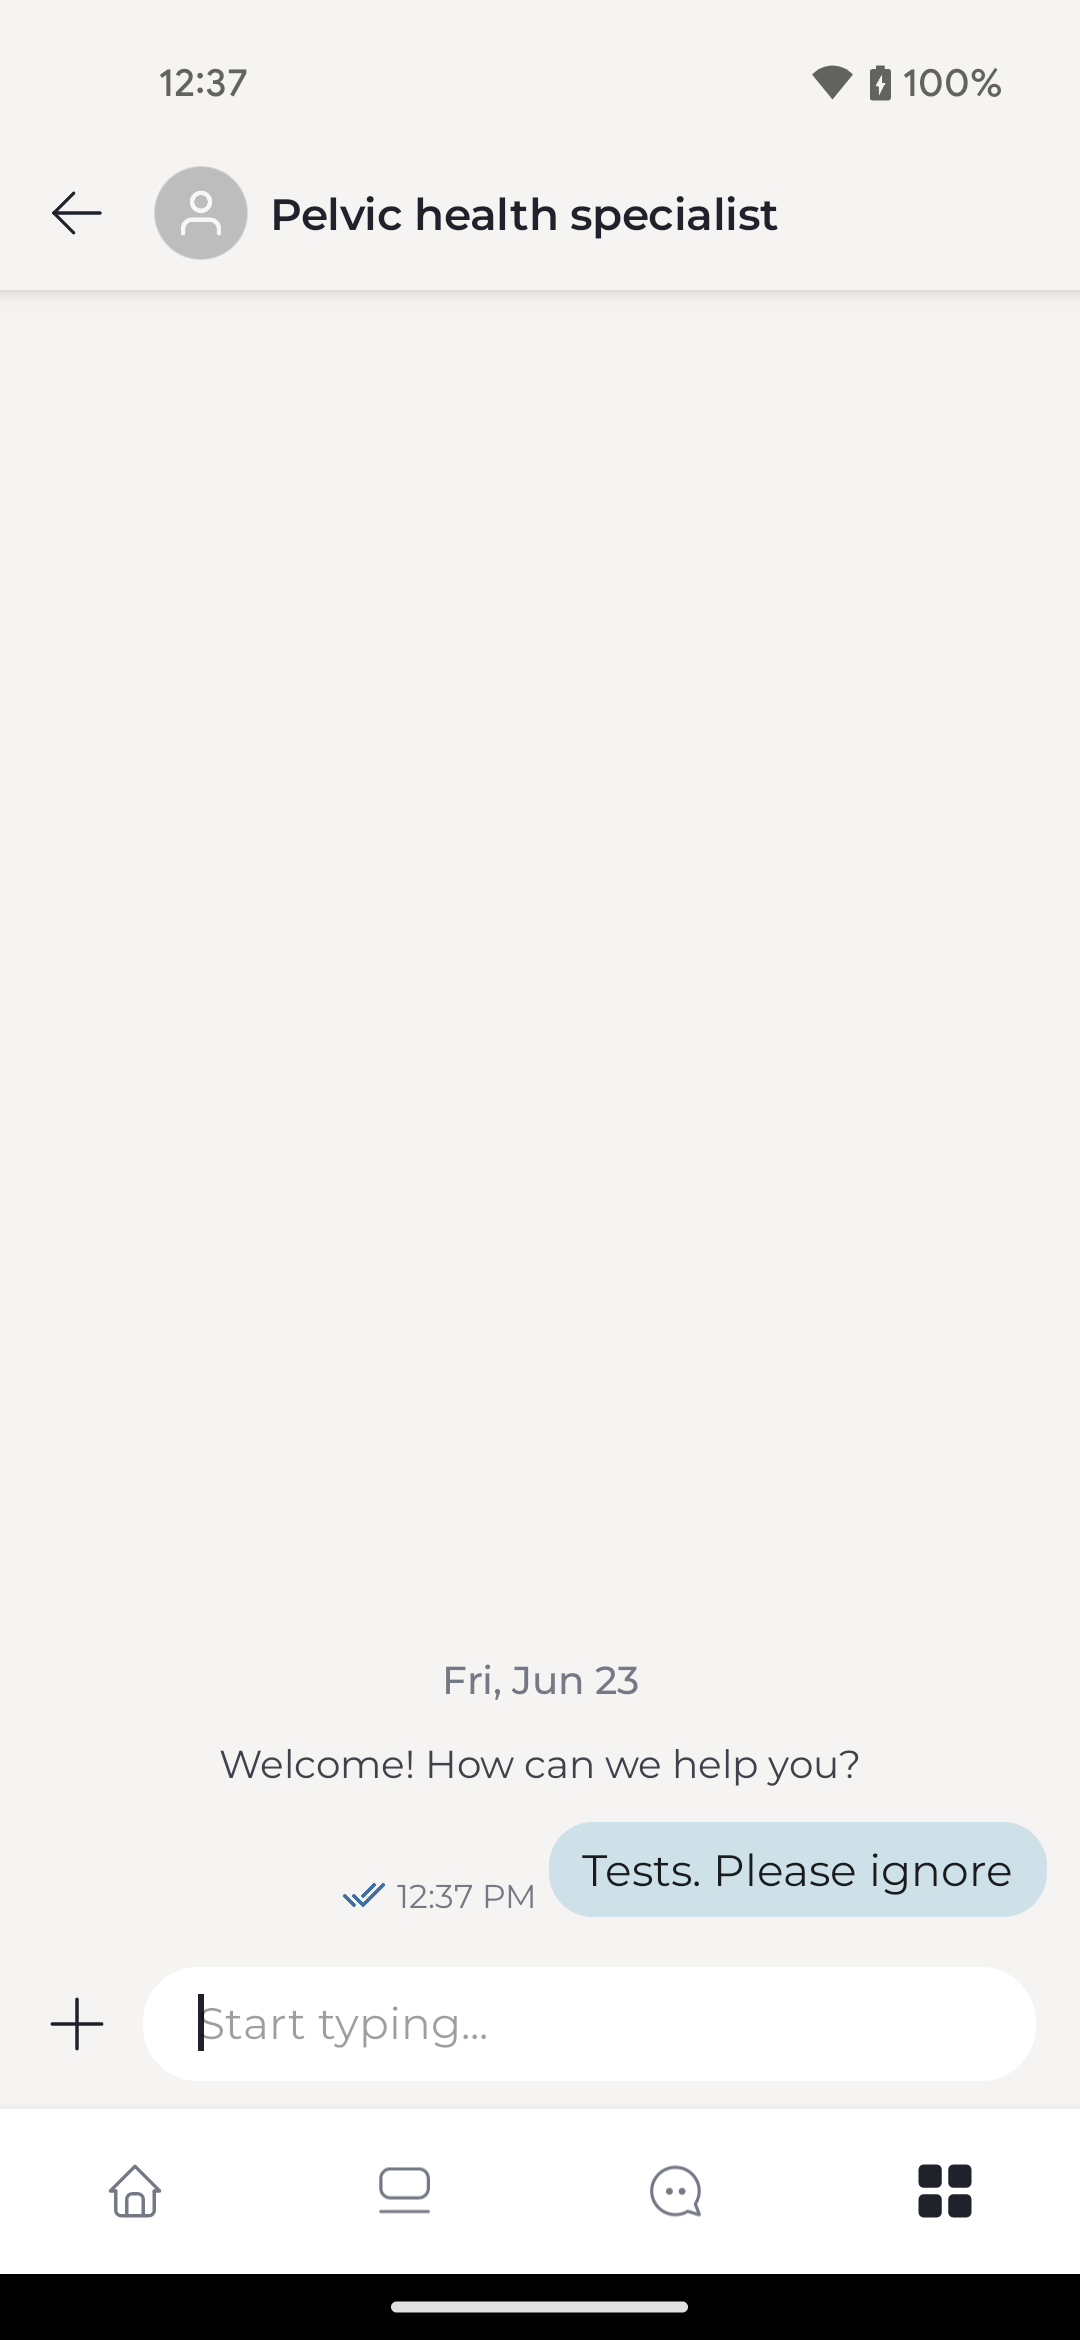 12:37
100%
Pelvic health specialist
Fri, Jun 23
Welcome! How can we help you?
Tests. Please ignore
12:37 PM
Start typing...